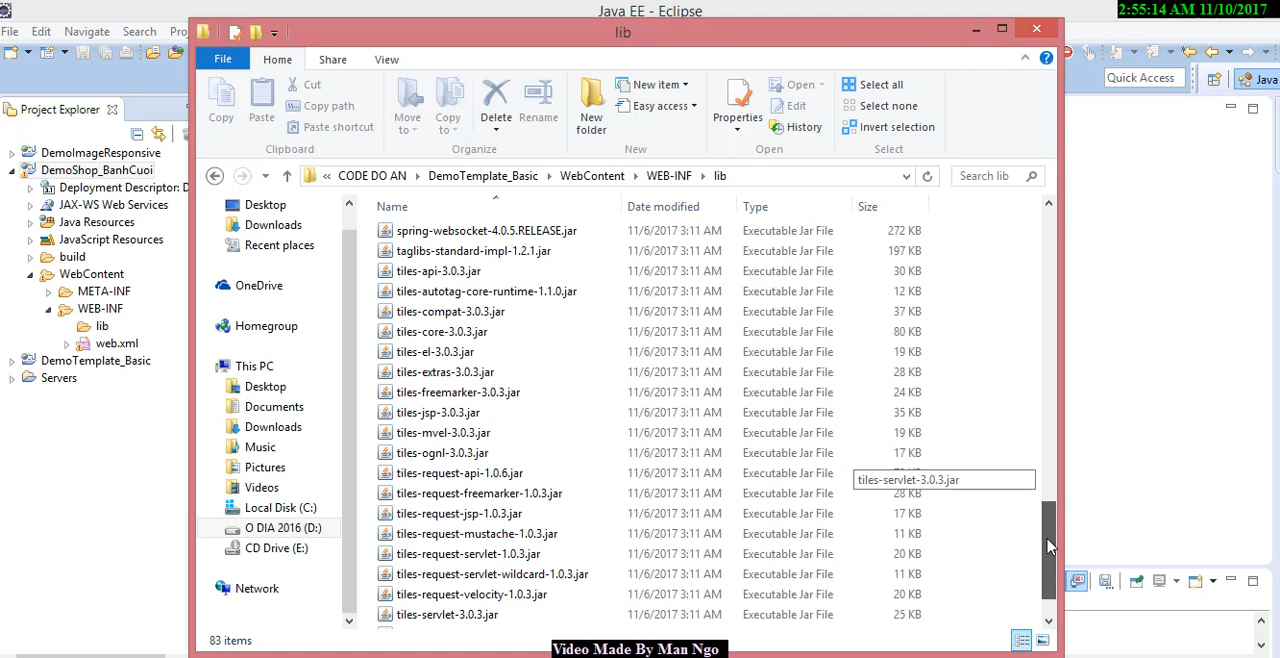 Java EE - Eclipse
2:55:14 AM 11/10/2017
File Edit Navigate Search
lib
File Home Share View
Copy
Paste
Cut
Copy path
Paste shortcut
Clipboard
Move to
Copy to
Delete
Rename
Organize
New folder
New item
Easy access
New
Properties
Open
Edit
History
Open
Select all
Select none
Invert selection
Select
Quick Access
Java
Project Explorer
DemoImageResponsive
DemoShop_BanhCuoi
Deployment Descriptor: D
JAX-WS Web Services
Java Resources
JavaScript Resources
build
WebContent
META-INF
WEB-INF
lib
web.xml
DemoTemplate_Basic
Servers
« CODE DO AN DemoTemplate_Basic WebContent WEB-INF lib
Search lib
Desktop
Downloads
Recent places
OneDrive
Homegroup
This PC
Desktop
Documents
Downloads
Music
Pictures
Videos
Local Disk (C:)
O DIA 2016 (D:)
CD Drive (E:)
Network
Name Date modified Type Size
spring-websocket-4.0.5.RELEASE.jar 11/6/2017 3:11 AM Executable Jar File 272 KB
taglibs-standard-impl-1.2.1.jar 11/6/2017 3:11 AM Executable Jar File 197 KB
tiles-api-3.0.3.jar 11/6/2017 3:11 AM Executable Jar File 30 KB
tiles-autotag-core-runtime-1.1.0.jar 11/6/2017 3:11 AM Executable Jar File 12 KB
tiles-compat-3.0.3.jar 11/6/2017 3:11 AM Executable Jar File 37 KB
tiles-core-3.0.3.jar 11/6/2017 3:11 AM Executable Jar File 80 KB
tiles-el-3.0.3.jar 11/6/2017 3:11 AM Executable Jar File 19 KB
tiles-extras-3.0.3.jar 11/6/2017 3:11 AM Executable Jar File 28 KB
tiles-freemarker-3.0.3.jar 11/6/2017 3:11 AM Executable Jar File 24 KB
tiles-jsp-3.0.3.jar 11/6/2017 3:11 AM Executable Jar File 35 KB
tiles-mvel-3.0.3.jar 11/6/2017 3:11 AM Executable Jar File 19 KB
tiles-ognl-3.0.3.jar 11/6/2017 3:11 AM Executable Jar File 17 KB
tiles-request-api-1.0.6.jar 11/6/2017 3:11 AM Executable Jar File
tiles-servlet-3.0.3.jar
tiles-request-freemarker-1.0.3.jar 11/6/2017 3:11 AM Executable Jar File 28 KB
tiles-request-jsp-1.0.3.jar 11/6/2017 3:11 AM Executable Jar File 17 KB
tiles-request-mustache-1.0.3.jar 11/6/2017 3:11 AM Executable Jar File 11 KB
tiles-request-servlet-1.0.3.jar 11/6/2017 3:11 AM Executable Jar File 20 KB
tiles-request-servlet-wildcard-1.0.3.jar 11/6/2017 3:11 AM Executable Jar File 11 KB
tiles-request-velocity-1.0.3.jar 11/6/2017 3:11 AM Executable Jar File 20 KB
tiles-servlet-3.0.3.jar 11/6/2017 3:11 AM Executable Jar File 25 KB
83 items
Video Made By Man Ngo